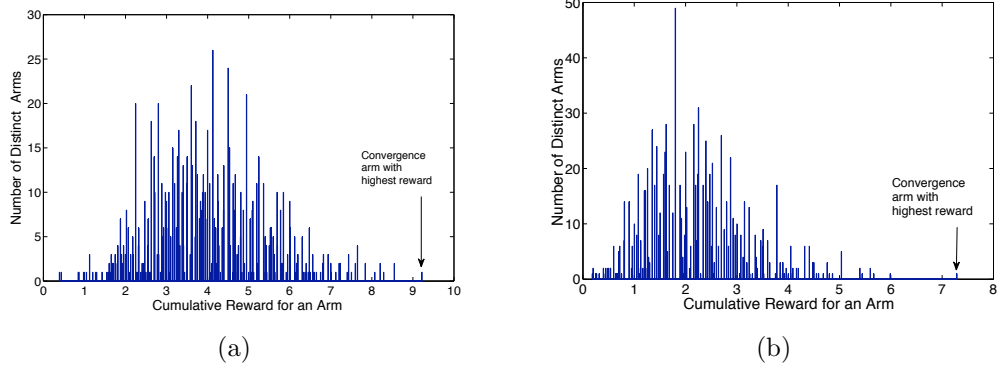 30
25
20
15
10
5
0
Number of Distinct Arms
Convergence
arm with
highest reward
0 1 2 3 4 5 6 7 8 9 10
Cumulative Reward for an Arm
(a)
50
40
30
20
10
0
Number of Distinct Arms
Convergence
arm with
highest reward
0 1 2 3 4 5 6 7 8
Cumulative Reward for an Arm
(b)